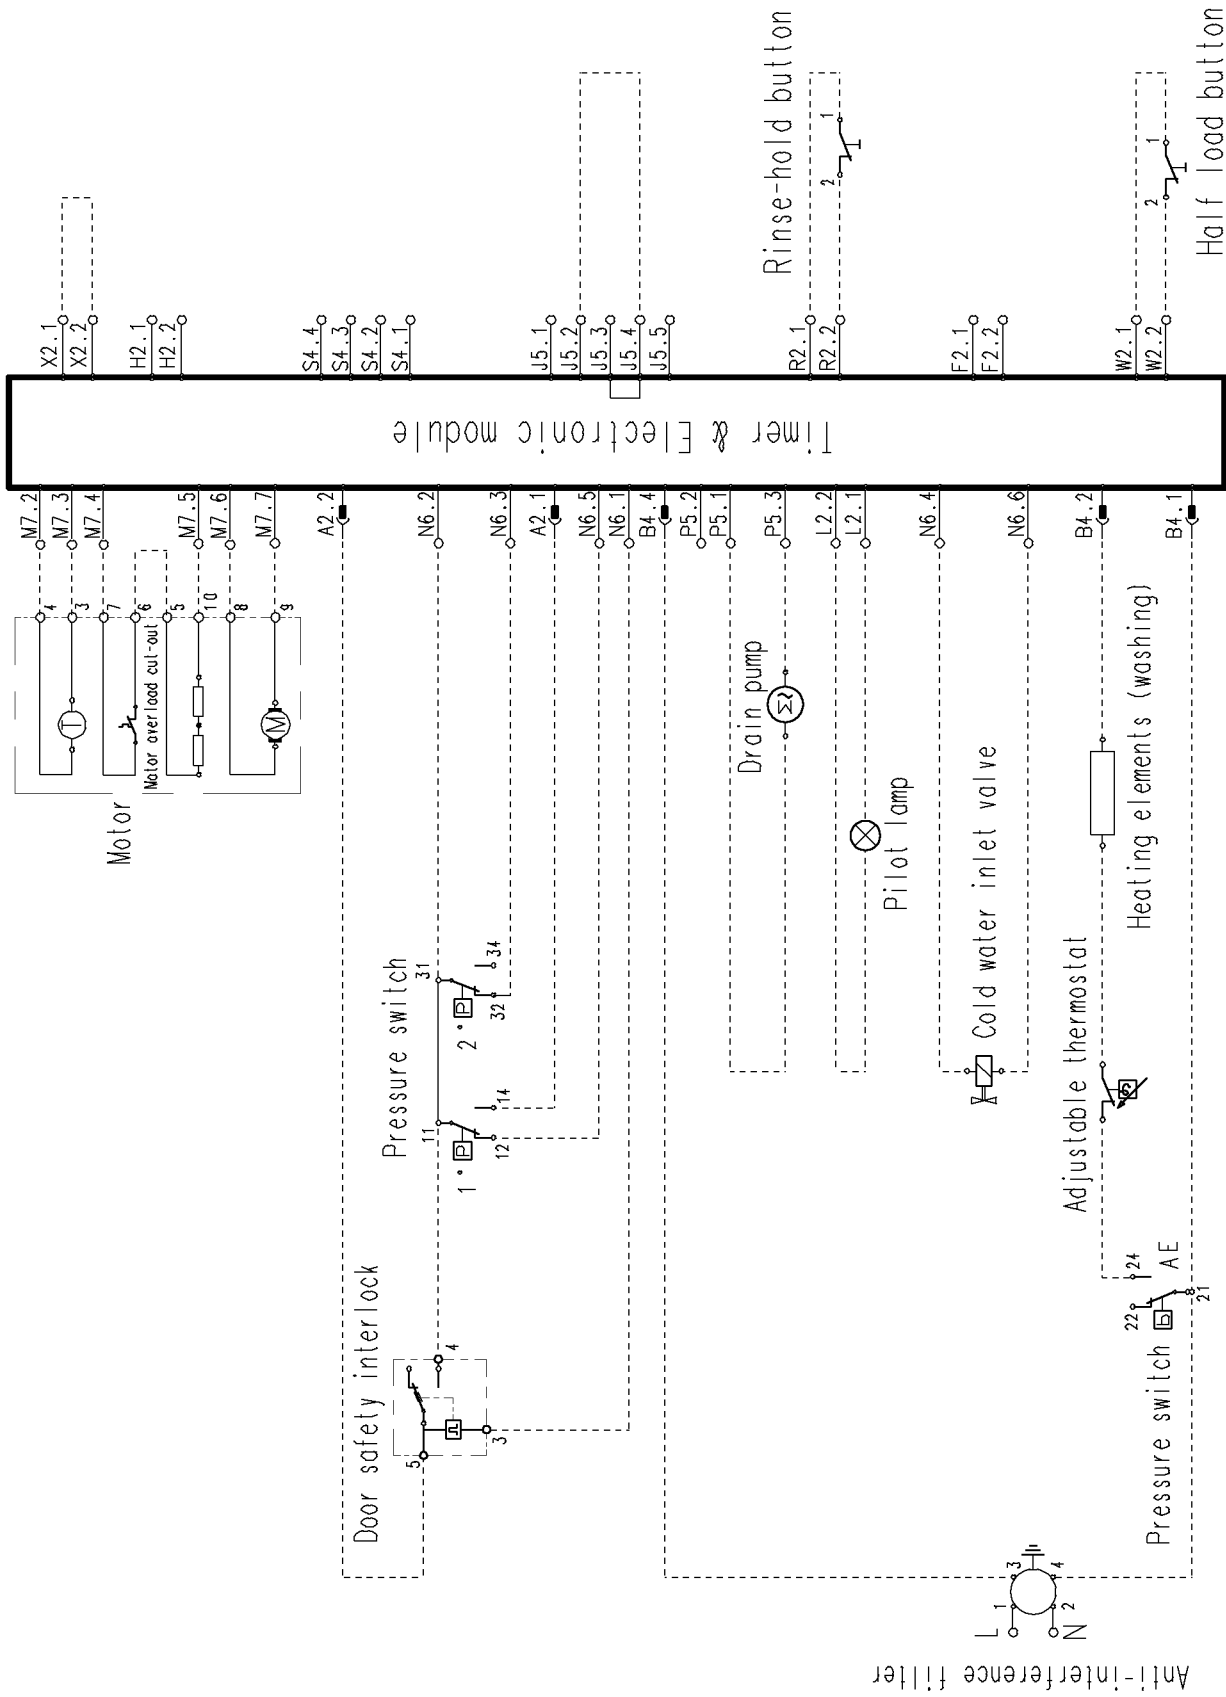 X2.1
X2.2
H2.1
H2.2
S4.4
S4.3
S4.2
S4.1
J5.1
J5.2
J5.3
J5.4
J5.5
R2.1
R2.2
F2.1
F2.2
W2.1
W2.2
Rinse-hold button
1
2
Half load button
1
2
Timer & Electronic module
M7.2
M7.3
M7.4
M7.5
M7.6
M7.7
A2.2
N6.2
N6.3
A2.1
N6.5
N6.1
B4.4
P5.2
P5.1
P5.3
L2.2
L2.1
N6.4
N6.6
B4.2
B4.1
4
3
7
6
5
10
8
9
T
Motor overload cut-out
M
Motor
Pressure switch
31
34
32
P
2°
11
14
12
P
1°
Door safety interlock
4
5
3
Drain pump
Pilot lamp
Cold water inlet valve
Heating elements (washing)
Adjustable thermostat
24
AE
22
21
P
Pressure switch
3
4
1
2
L
N
Anti-interference filter